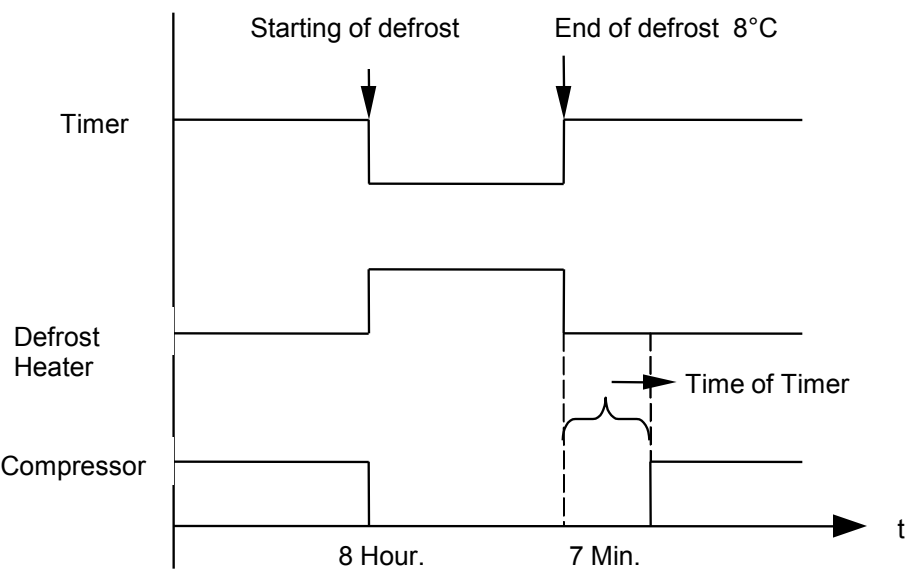 Starting of defrost
End of defrost 8°C
Timer
Defrost
Heater
Time of Timer
Compressor
t
8 Hour.
7 Min.